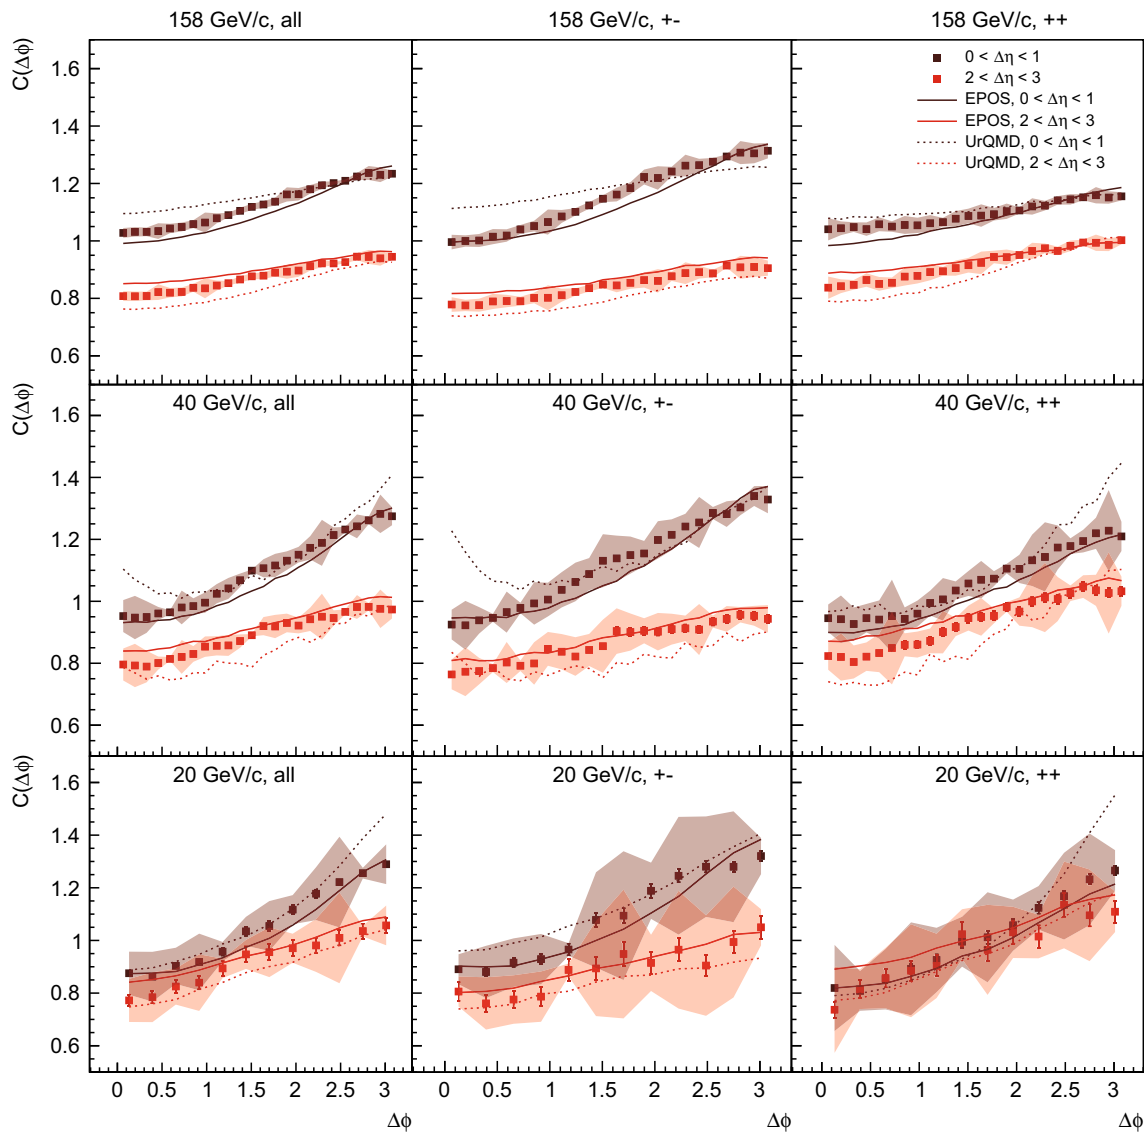 158 GeV/c, all
158 GeV/c, +-
158 GeV/c, ++
C(Δϕ)
1.6
1.4
1.2
1
0.8
0.6
0 < Δη < 1
2 < Δη < 3
EPOS, 0 < Δη < 1
EPOS, 2 < Δη < 3
UrQMD, 0 < Δη < 1
UrQMD, 2 < Δη < 3
40 GeV/c, all
40 GeV/c, +-
40 GeV/c, ++
C(Δϕ)
1.6
1.4
1.2
1
0.8
0.6
20 GeV/c, all
20 GeV/c, +-
20 GeV/c, ++
C(Δϕ)
1.6
1.4
1.2
1
0.8
0.6
0 0.5 1 1.5 2 2.5 3
0 0.5 1 1.5 2 2.5 3
0 0.5 1 1.5 2 2.5 3
Δϕ
Δϕ
Δϕ